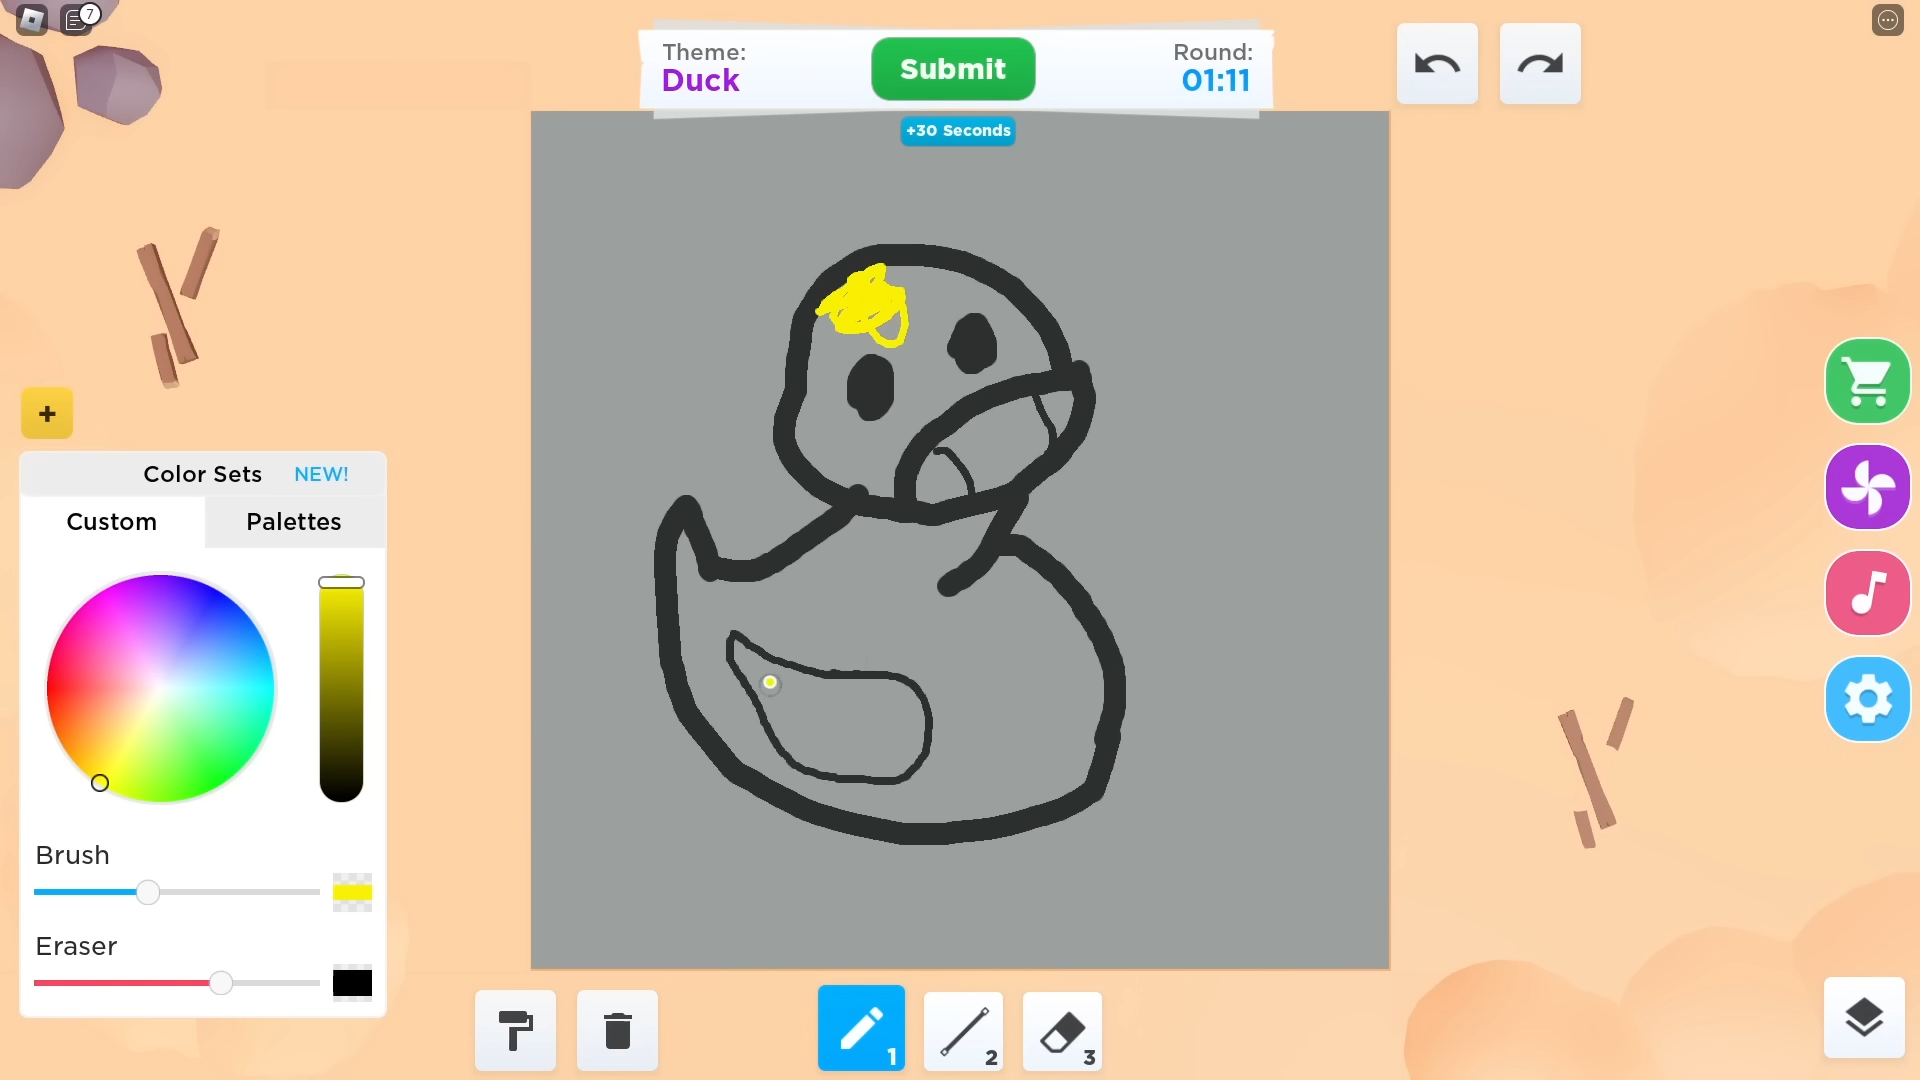 7
Theme:
Duck
Submit
Round:
01:11
+30 Seconds
+
Color Sets NEW!
Custom Palettes
Brush
Eraser
1
2
3